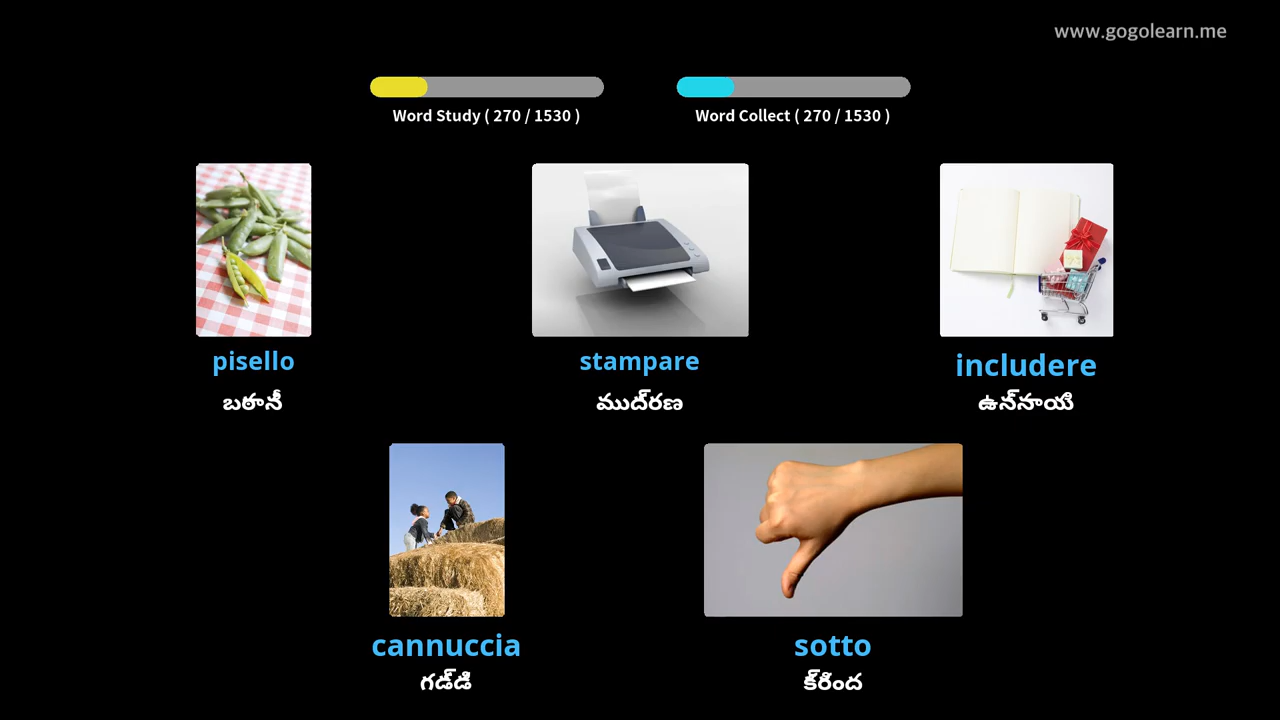 www.gogolearn.me
Word Study ( 270 / 1530 )
Word Collect ( 270 / 1530 )
pisello
stampare
includere
బఠానీ
ముద్‌రణ
ఉన్‌నాయి
cannuccia
sotto
గడ్‌డి
క్‌రింద